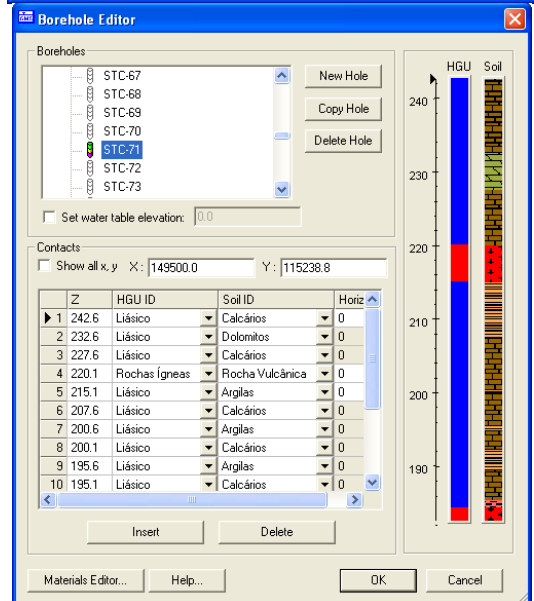 Borehole Editor
Boreholes
STC-67
STC-68
STC-69
STC-70
STC-71
STC-72
STC-73
New Hole
Copy Hole
Delete Hole
Set water table elevation: 0.0
Contacts
Show all x, y X: 149500.0 Y: 115238.8
Z HGU ID Soil ID Horiz
1 242.6 Liásico Calcários 0
2 232.6 Liásico Dolomitos 0
3 227.6 Liásico Calcários 0
4 220.1 Rochas Ígneas Rocha Vulcânica 0
5 215.1 Liásico Argilas 0
6 207.6 Liásico Calcários 0
7 200.6 Liásico Argilas 0
8 200.1 Liásico Calcários 0
9 195.6 Liásico Argilas 0
10 195.1 Liásico Calcários 0
Insert Delete
HGU Soil
240
230
220
210
200
190
Materials Editor... Help... OK Cancel